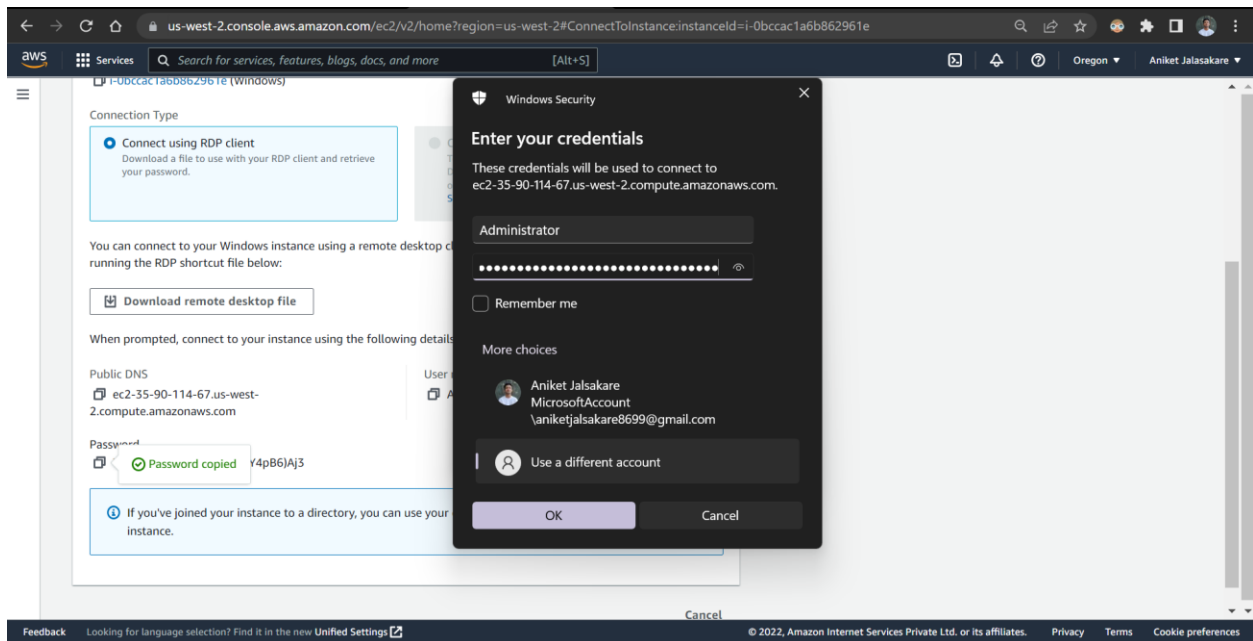 us-west-2.console.aws.amazon.com/ec2/v2/home?region=us-west-2#ConnectToInstance:instanceId=i-0bccac1a6b862961e
aws
Services
Search for services, features, blogs, docs, and more [Alt+S]
Oregon
Aniket Jalasakare
i-0bccac1a6b862961e (Windows)
Connection Type
Connect using RDP client
Download a file to use with your RDP client and retrieve
your password.
You can connect to your Windows instance using a remote desktop
running the RDP shortcut file below:
Download remote desktop file
When prompted, connect to your instance using the following details
Public DNS
ec2-35-90-114-67.us-west-
2.compute.amazonaws.com
User
Password
Password copied
Y4pB6)Aj3
If you've joined your instance to a directory, you can use your
instance.
Cancel
Windows Security
Enter your credentials
These credentials will be used to connect to
ec2-35-90-114-67.us-west-2.compute.amazonaws.com.
Administrator
Remember me
More choices
Aniket Jalsakare
MicrosoftAccount
\aniketjalsakare8699@gmail.com
Use a different account
OK
Cancel
Feedback
Looking for language selection? Find it in the new Unified Settings
© 2022, Amazon Internet Services Private Ltd. or its affiliates.
Privacy
Terms
Cookie preferences